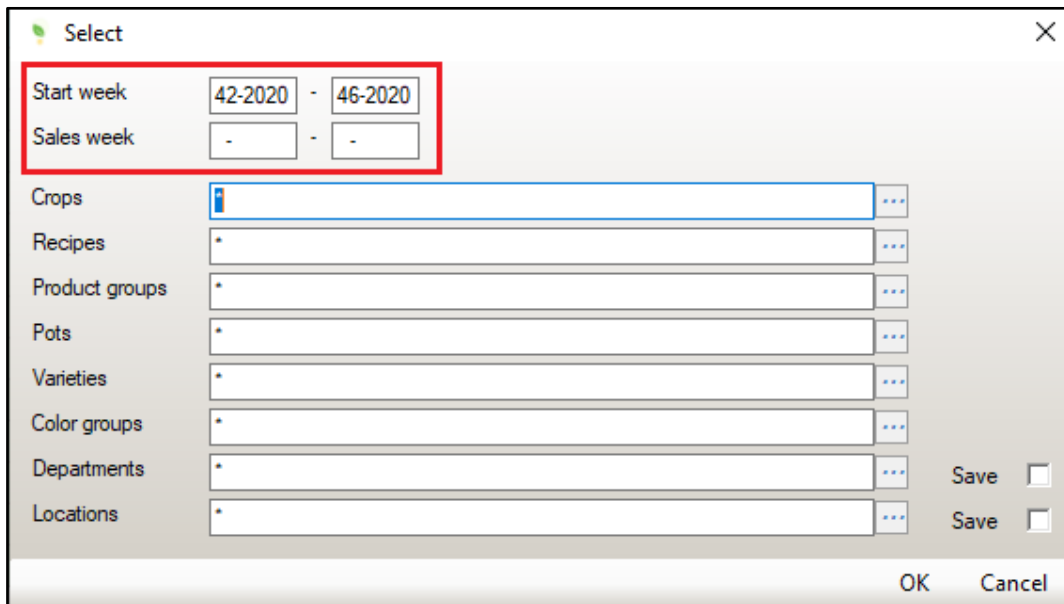 Select
Start week 42-2020 - 46-2020
Sales week - - -
Crops * ...
Recipes * ...
Product groups * ...
Pots * ...
Varieties * ...
Color groups * ...
Departments * ... Save
Locations * ... Save
OK Cancel